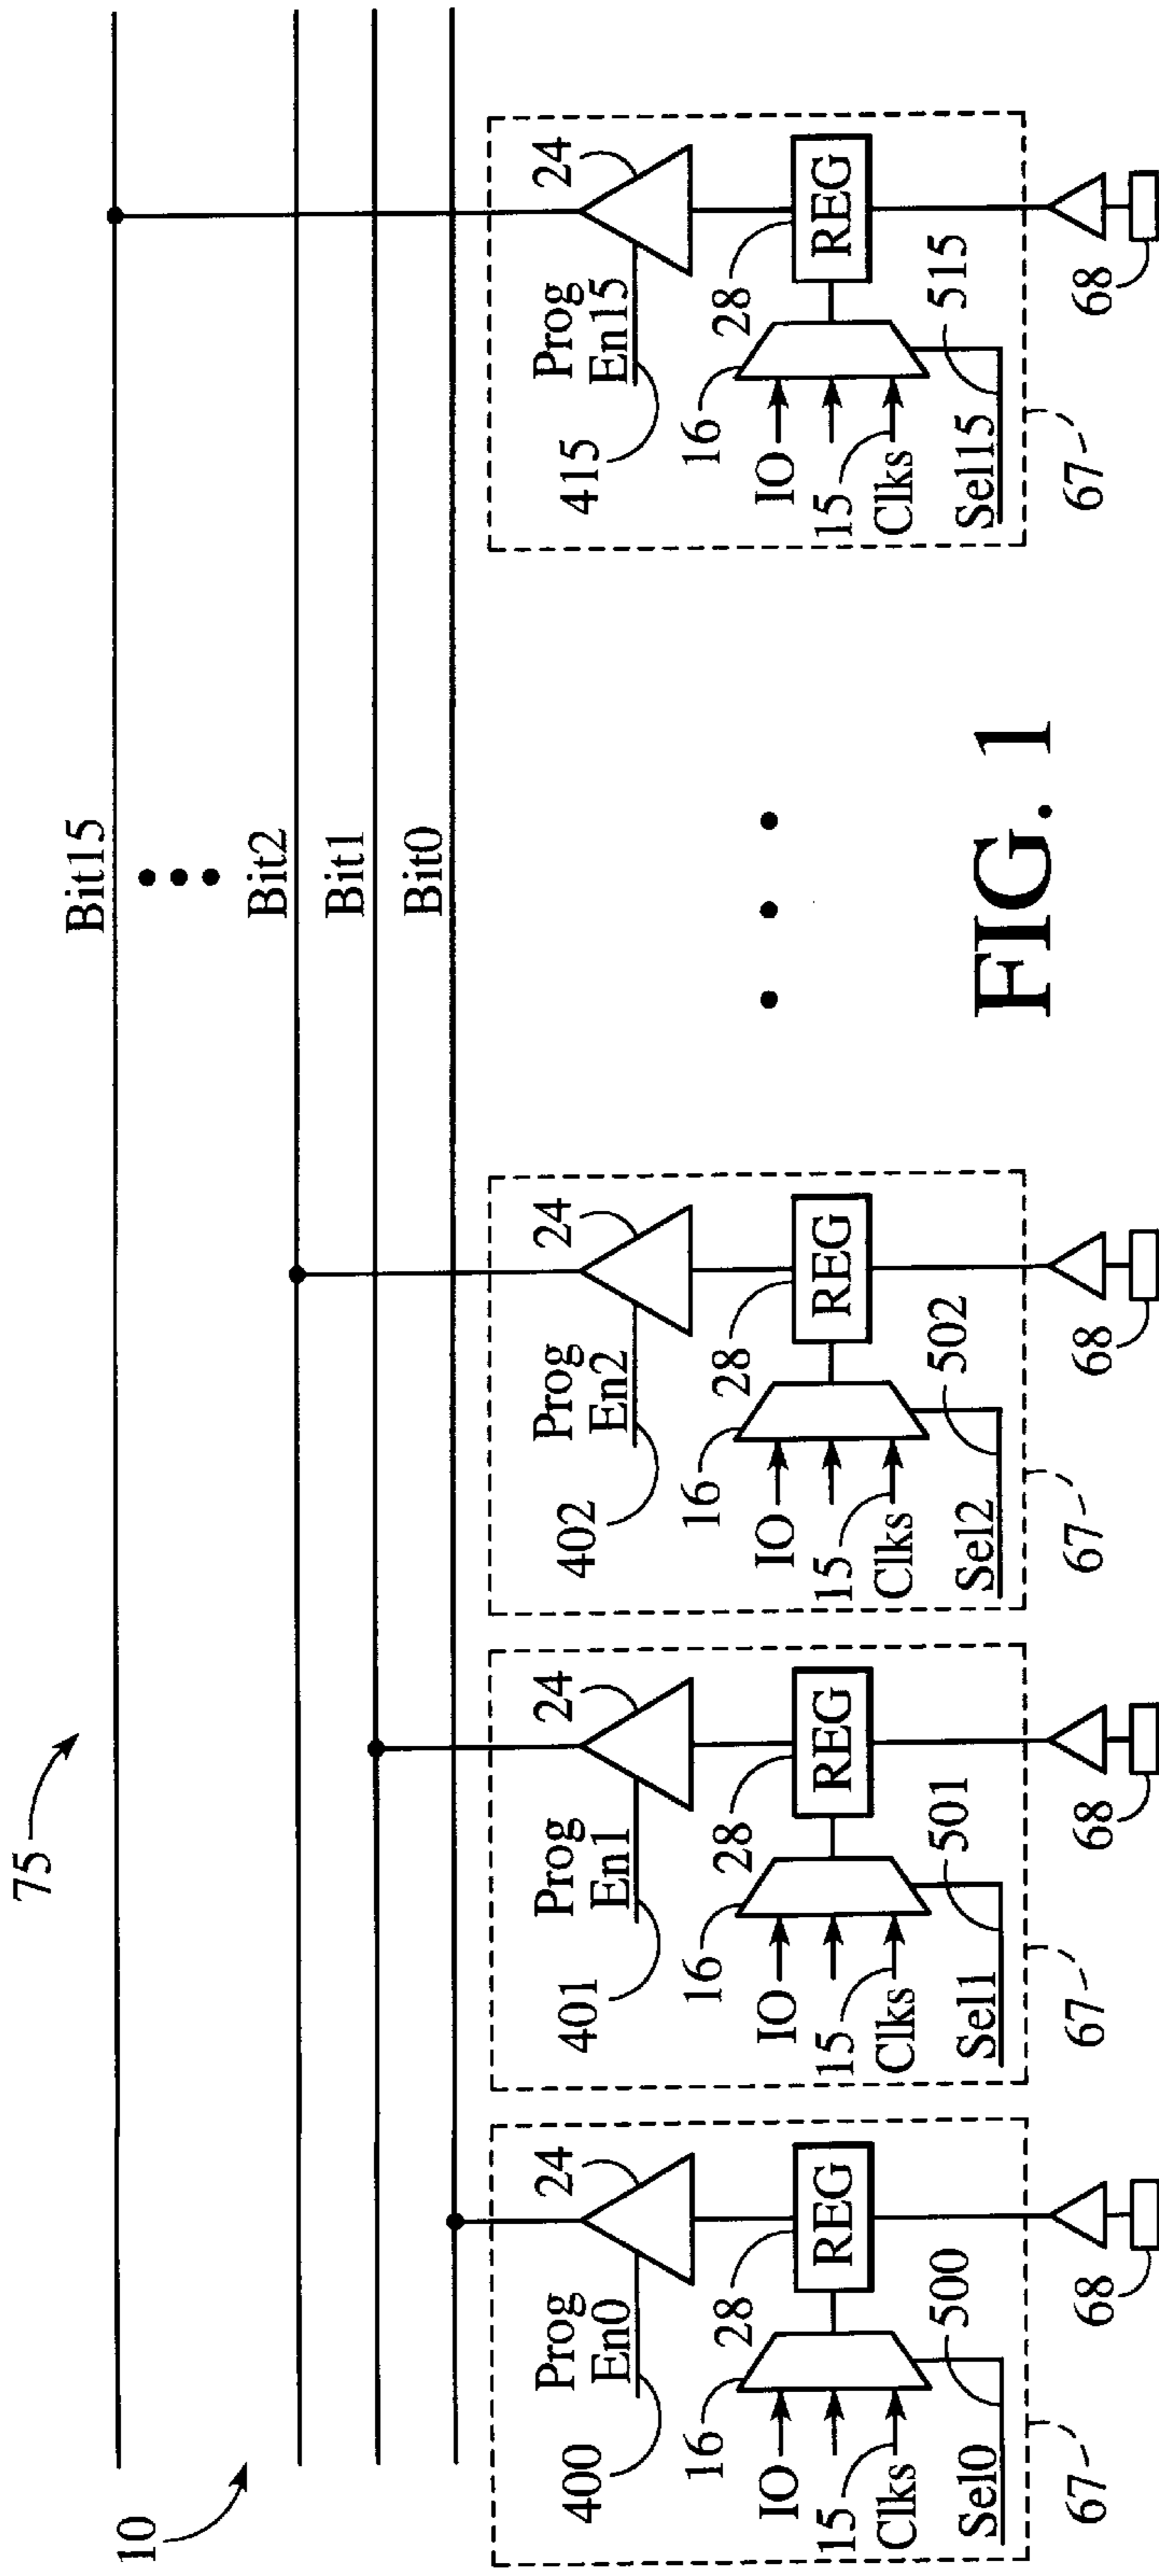 75
10
Bit15
Bit2
Bit1
Bit0
Prog
En0
400
24
16
28
REG
IO
15
Clks
Sel0
500
67
68
Prog
En1
401
24
16
28
REG
IO
15
Clks
Sel1
501
67
68
Prog
En2
402
24
16
28
REG
IO
15
Clks
Sel2
502
67
68
Prog
En15
415
24
16
28
REG
IO
15
Clks
Sel15
515
67
68
FIG. 1